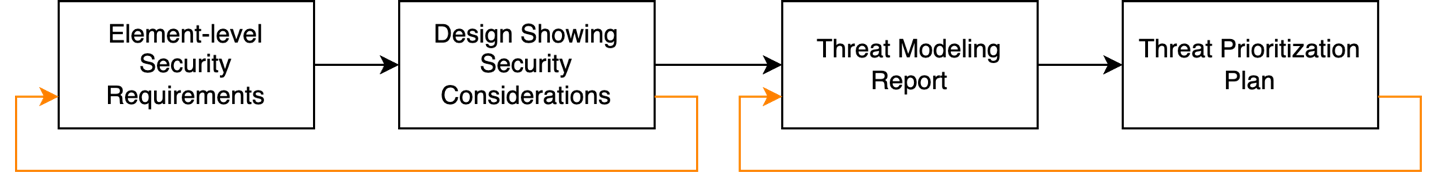 Element-level
Security
Requirements
Design Showing
Security
Considerations
Threat Modeling
Report
Threat Prioritization
Plan